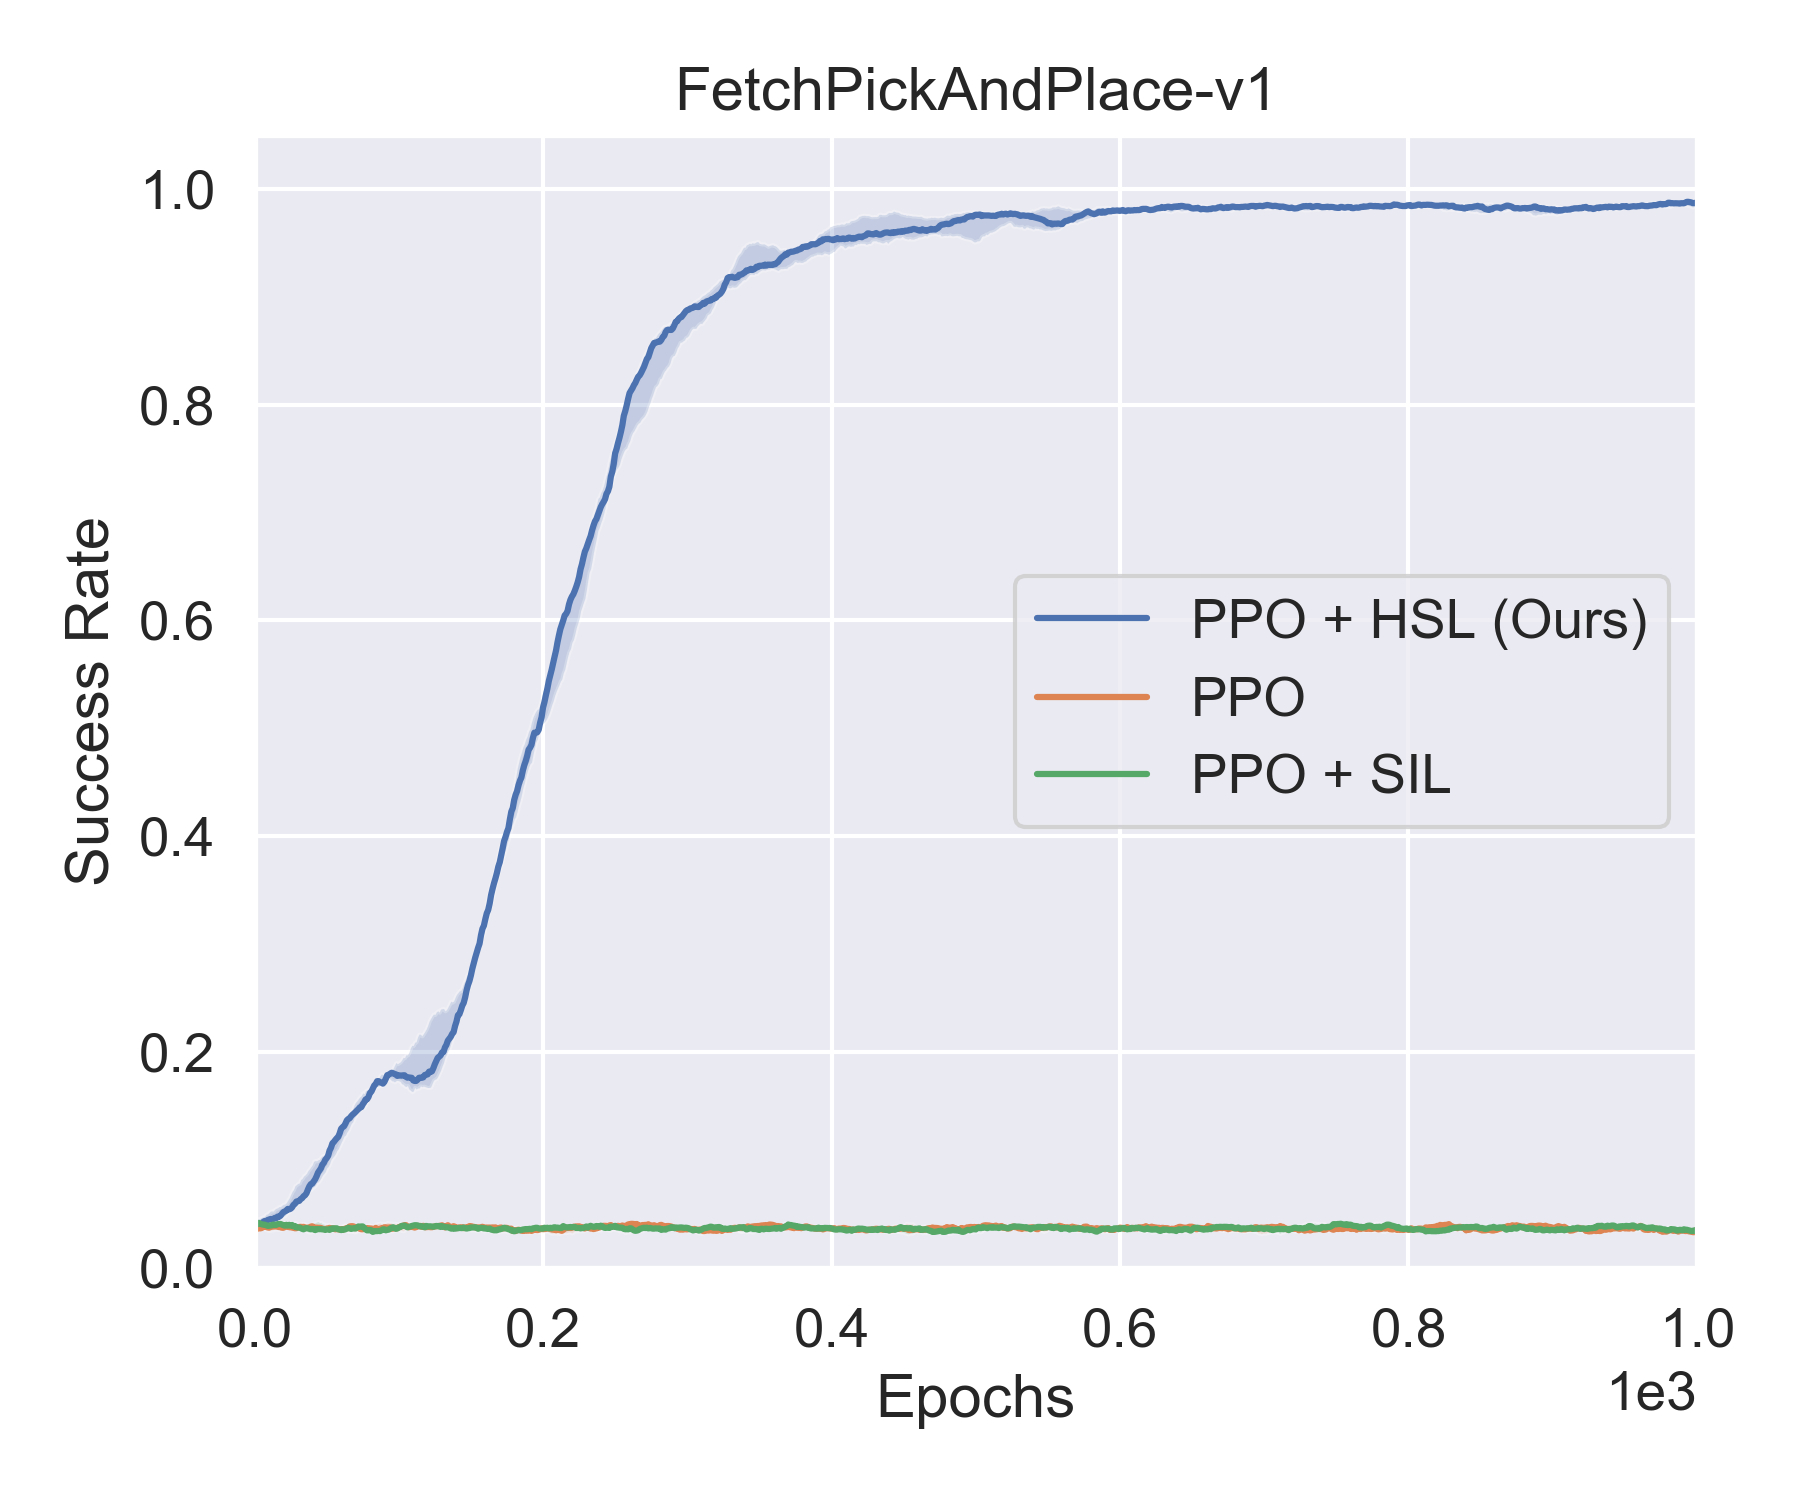 FetchPickAndPlace-v1
1.0
0.8
0.6
0.4
0.2
0.0
Success Rate
PPO + HSL (Ours)
PPO
PPO + SIL
0.0 0.2 0.4 0.6 0.8 1.0
Epochs
1e3